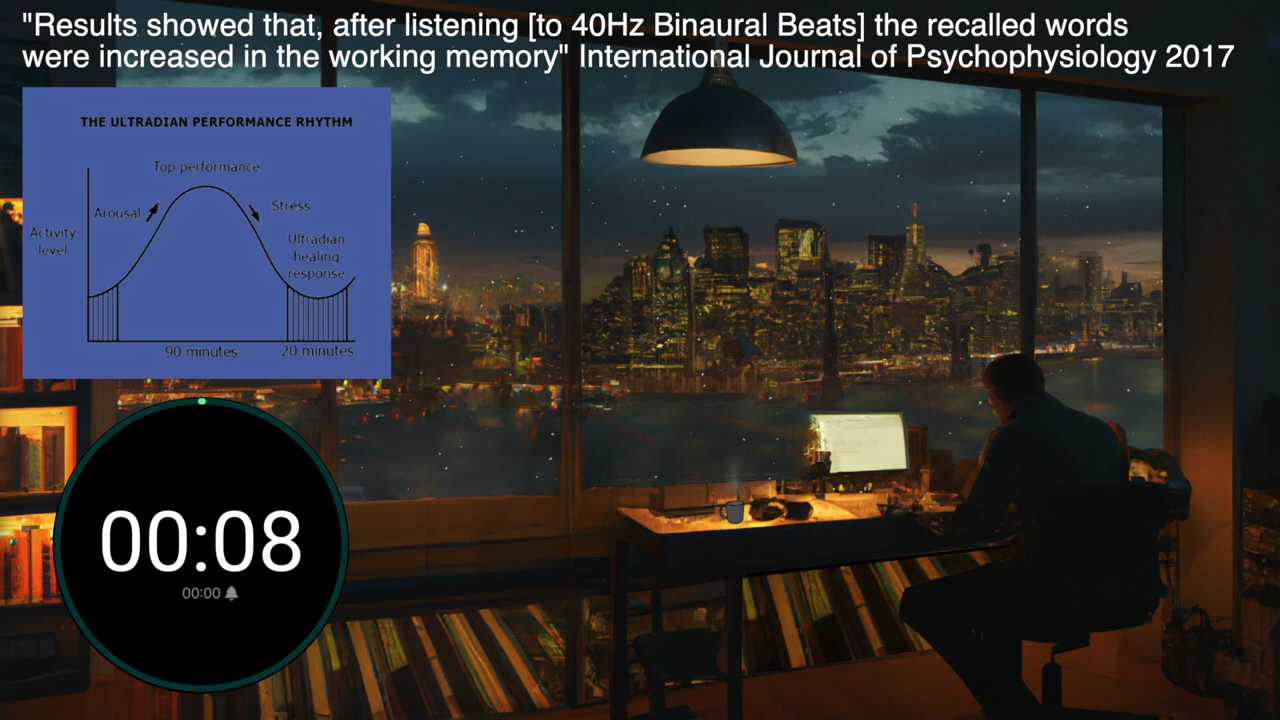 "Results showed that, after listening [to 40Hz Binaural Beats] the recalled words
were increased in the working memory" International Journal of Psychophysiology 2017
THE ULTRADIAN PERFORMANCE RHYTHM
Top performance
Arousal
Stress
Activity
level
Ultradian
healing
response
90 minutes
20 minutes
00:08
00:00